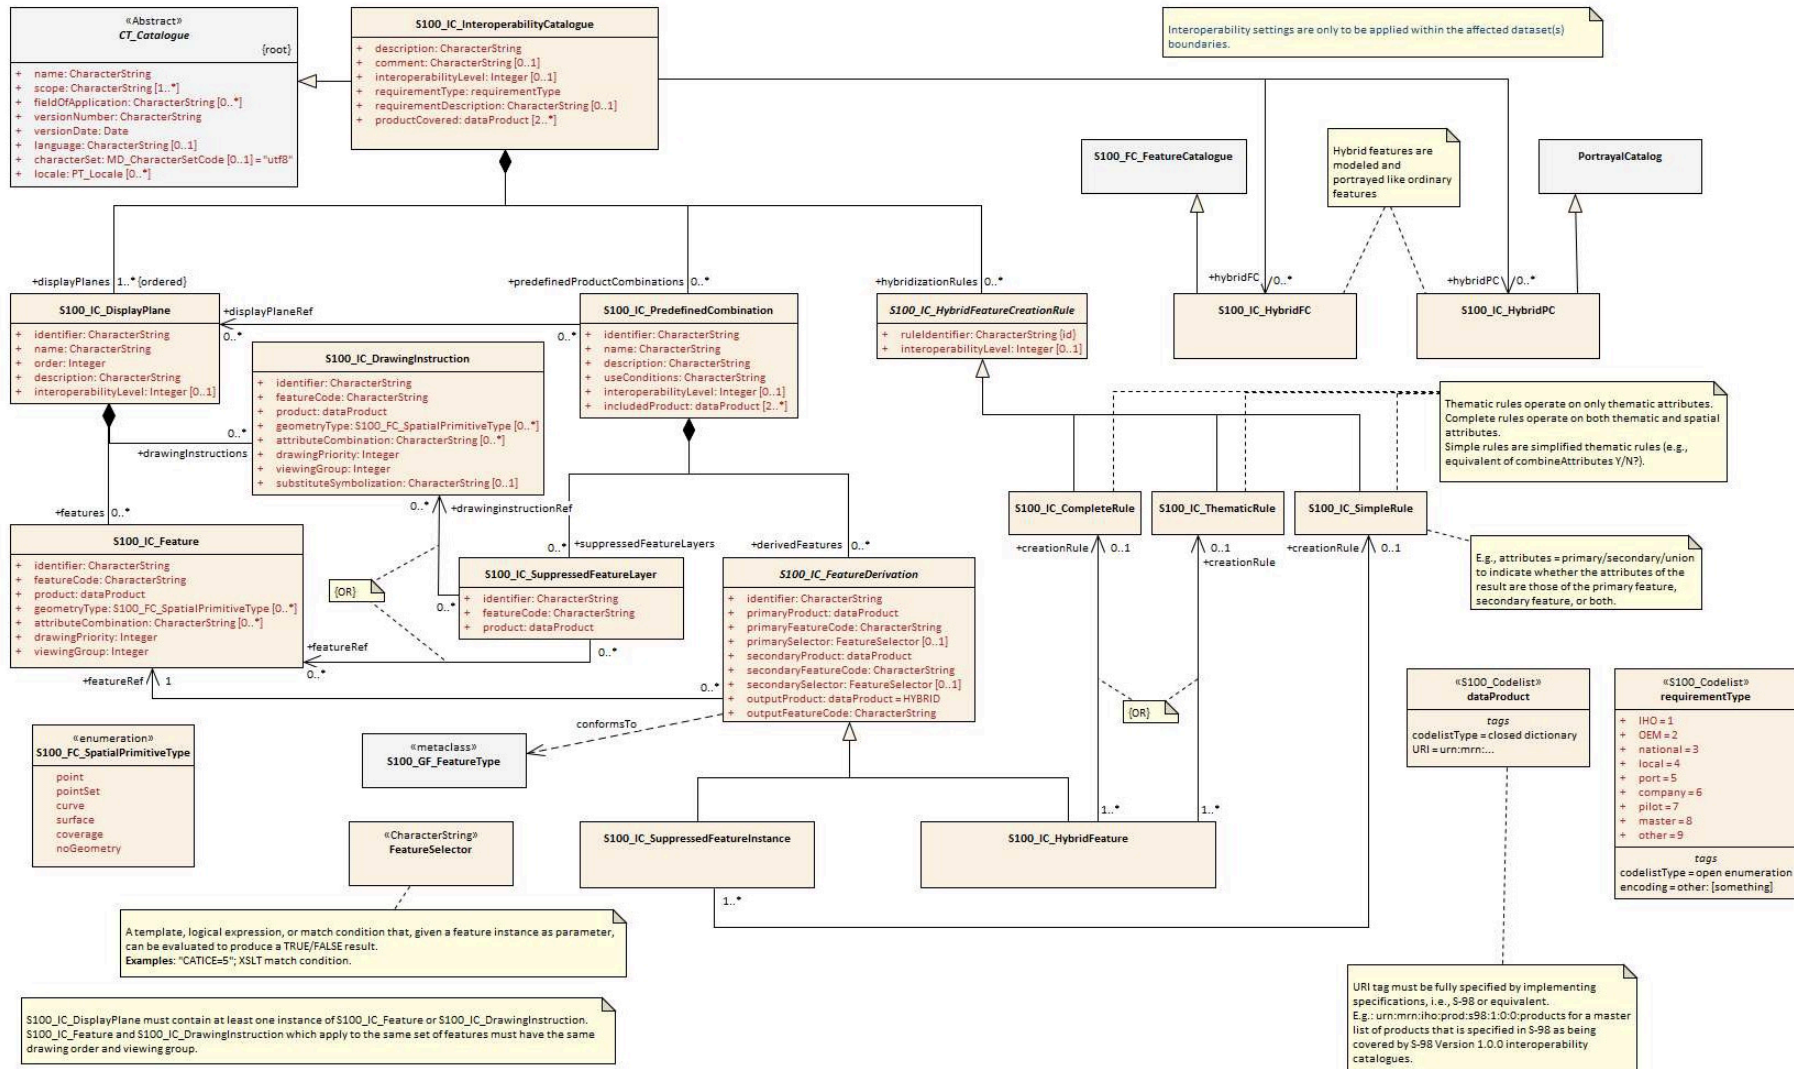 «Abstract»
CT_Catalogue
{root}
+ name: CharacterString
+ scope: CharacterString [1..*]
+ fieldOfApplication: CharacterString [0..*]
+ versionNumber: CharacterString
+ versionDate: Date
+ language: CharacterString [0..1]
+ characterSet: MD_CharacterSetCode [0..1] = "utf8"
+ locale: PT_Locale [0..*]
S100_IC_InteroperabilityCatalogue
+ description: CharacterString
+ comment: CharacterString [0..1]
+ interoperabilityLevel: Integer [0..1]
+ requirementType: requirementType
+ requirementDescription: CharacterString [0..1]
+ productCovered: dataProduct [2..*]
Interoperability settings are only to be applied within the affected dataset(s)
boundaries.
S100_FC_FeatureCatalogue
Hybrid features are
modeled and
portrayed like ordinary
features
PortrayalCatalog
+displayPlanes 1..* {ordered}
+predefinedProductCombinations 0..*
+hybridizationRules 0..*
+hybridFC 0..*
+hybridPC 0..*
S100_IC_DisplayPlane
+ identifier: CharacterString
+ name: CharacterString
+ order: Integer
+ description: CharacterString
+ interoperabilityLevel: Integer [0..1]
+displayPlaneRef
0..*
0..*
S100_IC_PredefinedCombination
+ identifier: CharacterString
+ name: CharacterString
+ description: CharacterString
+ useConditions: CharacterString
+ interoperabilityLevel: Integer [0..1]
+ includedProduct: dataProduct [2..*]
S100_IC_HybridFeatureCreationRule
+ ruleIdentifier: CharacterString {id}
+ interoperabilityLevel: Integer [0..1]
S100_IC_HybridFC
S100_IC_HybridPC
S100_IC_DrawingInstruction
+ identifier: CharacterString
+ featureCode: CharacterString
+ product: dataProduct
+ geometryType: S100_FC_SpatialPrimitiveType [0..*]
+ attributeCombination: CharacterString [0..*]
+ drawingPriority: Integer
+ viewingGroup: Integer
+ substituteSymbolization: CharacterString [0..1]
0..*
+drawingInstructions
Thematic rules operate on only thematic attributes.
Complete rules operate on both thematic and spatial
attributes.
Simple rules are simplified thematic rules (e.g.,
equivalent of combineAttributes Y/N?).
S100_IC_CompleteRule
S100_IC_ThematicRule
S100_IC_SimpleRule
+features 0..*
0..* +drawinginstructionRef
0..* +suppressedFeatureLayers
+derivedFeatures 0..*
+creationRule 0..1
0..1
+creationRule
+creationRule 0..1
S100_IC_Feature
+ identifier: CharacterString
+ featureCode: CharacterString
+ product: dataProduct
+ geometryType: S100_FC_SpatialPrimitiveType [0..*]
+ attributeCombination: CharacterString [0..*]
+ drawingPriority: Integer
+ viewingGroup: Integer
{OR}
S100_IC_SuppressedFeatureLayer
+ identifier: CharacterString
+ featureCode: CharacterString
+ product: dataProduct
0..*
0..*
+featureRef
0..*
S100_IC_FeatureDerivation
+ identifier: CharacterString
+ primaryProduct: dataProduct
+ primaryFeatureCode: CharacterString
+ primarySelector: FeatureSelector [0..1]
+ secondaryProduct: dataProduct
+ secondaryFeatureCode: CharacterString
+ secondarySelector: FeatureSelector [0..1]
+ outputProduct: dataProduct = HYBRID
+ outputFeatureCode: CharacterString
E.g., attributes = primary/secondary/union
to indicate whether the attributes of the
result are those of the primary feature,
secondary feature, or both.
+featureRef 1
0..*
conformsTo
{OR}
«metaclass»
S100_GF_FeatureType
«enumeration»
S100_FC_SpatialPrimitiveType
point
pointSet
curve
surface
coverage
noGeometry
«S100_Codelist»
dataProduct
tags
codelistType = closed dictionary
URI = urn:mrn:...
«S100_Codelist»
requirementType
+ IHO = 1
+ OEM = 2
+ national = 3
+ local = 4
+ port = 5
+ company = 6
+ pilot = 7
+ master = 8
+ other = 9
tags
codelistType = open enumeration
encoding = other: [something]
«CharacterString»
FeatureSelector
S100_IC_SuppressedFeatureInstance
1..*
1..*
1..*
S100_IC_HybridFeature
A template, logical expression, or match condition that, given a feature instance as parameter,
can be evaluated to produce a TRUE/FALSE result.
Examples: "CATICE=5"; XSLT match condition.
S100_IC_DisplayPlane must contain at least one instance of S100_IC_Feature or S100_IC_DrawingInstruction.
S100_IC_Feature and S100_IC_DrawingInstruction which apply to the same set of features must have the same
drawing order and viewing group.
URI tag must be fully specified by implementing
specifications, i.e., S-98 or equivalent.
E.g.: urn:mrn:iho:prod:s98:1:0:0:products for a master
list of products that is specified in S-98 as being
covered by S-98 Version 1.0.0 interoperability
catalogues.